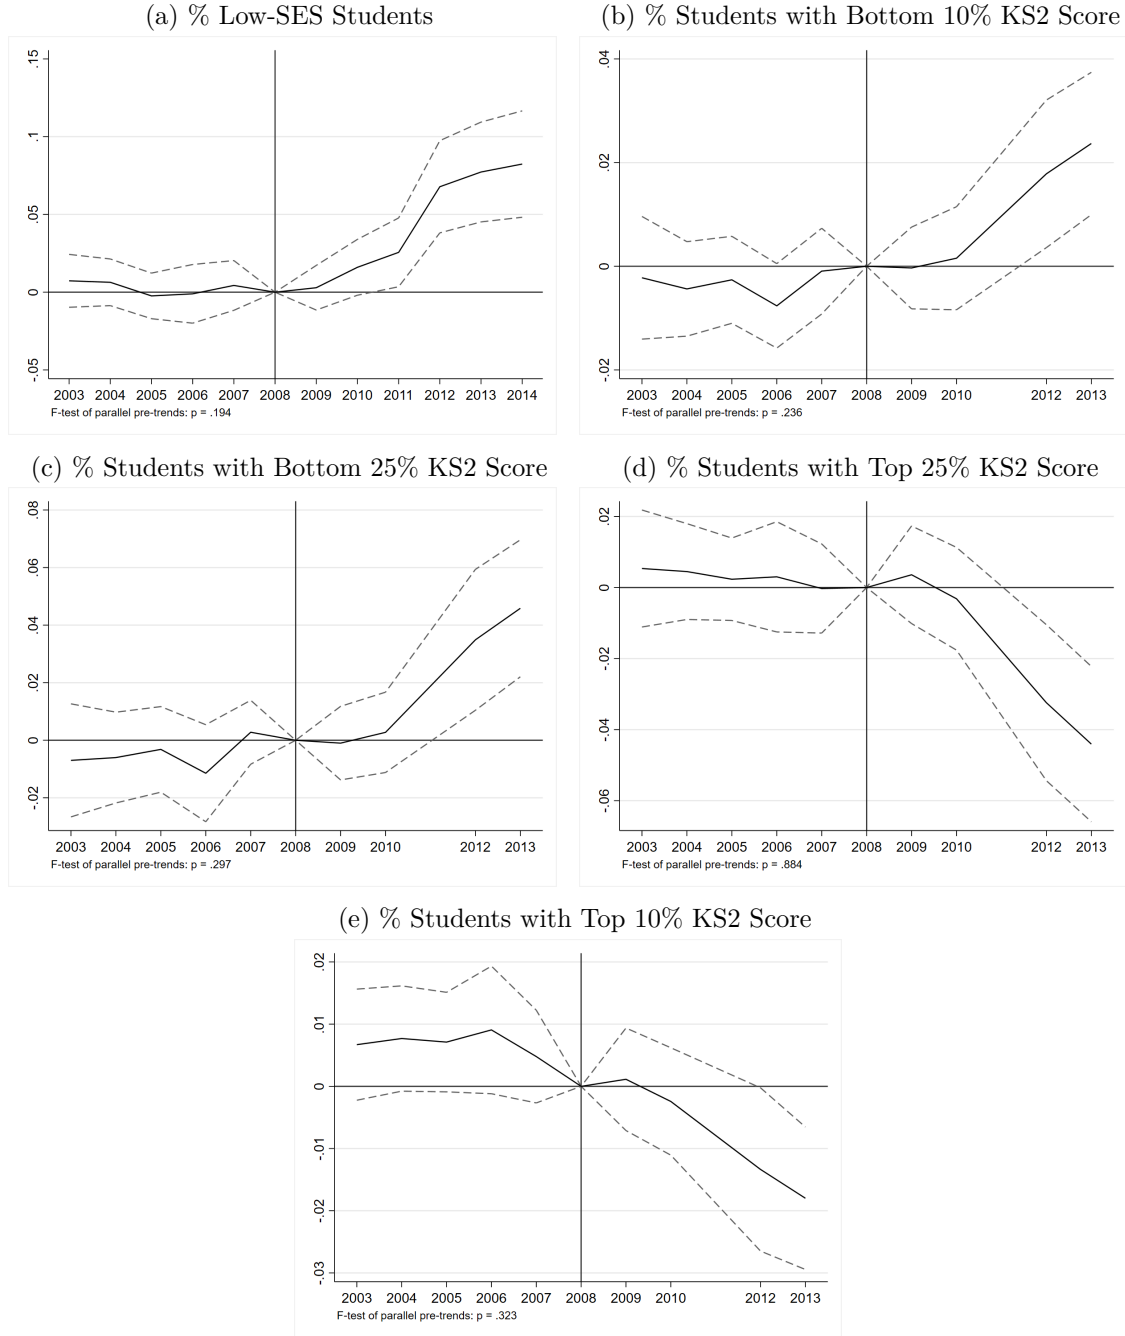 (a) % Low-SES Students
(b) % Students with Bottom 10% KS2 Score
.15
.1
.05
0
-.05
2003 2004 2005 2006 2007 2008 2009 2010 2011 2012 2013 2014
F-test of parallel pre-trends: p = .194
.04
.02
0
-.02
2003 2004 2005 2006 2007 2008 2009 2010 2012 2013
F-test of parallel pre-trends: p = .236
(c) % Students with Bottom 25% KS2 Score
(d) % Students with Top 25% KS2 Score
.08
.06
.04
.02
0
-.02
2003 2004 2005 2006 2007 2008 2009 2010 2012 2013
F-test of parallel pre-trends: p = .297
.02
0
-.02
-.04
-.06
2003 2004 2005 2006 2007 2008 2009 2010 2012 2013
F-test of parallel pre-trends: p = .884
(e) % Students with Top 10% KS2 Score
.02
.01
0
-.01
-.02
-.03
2003 2004 2005 2006 2007 2008 2009 2010 2012 2013
F-test of parallel pre-trends: p = .323